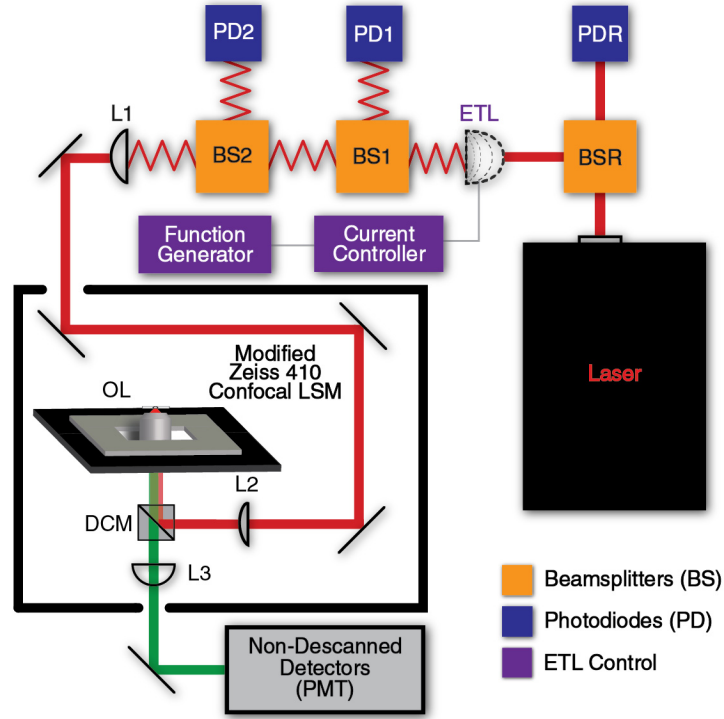 PD2
PD1
PDR
L1
ETL
BS2
BS1
BSR
Function
Generator
Current
Controller
Laser
Modified
Zeiss 410
Confocal LSM
OL
L2
DCM
L3
Beamsplitters (BS)
Photodiodes (PD)
ETL Control
Non-Descanned
Detectors
(PMT)